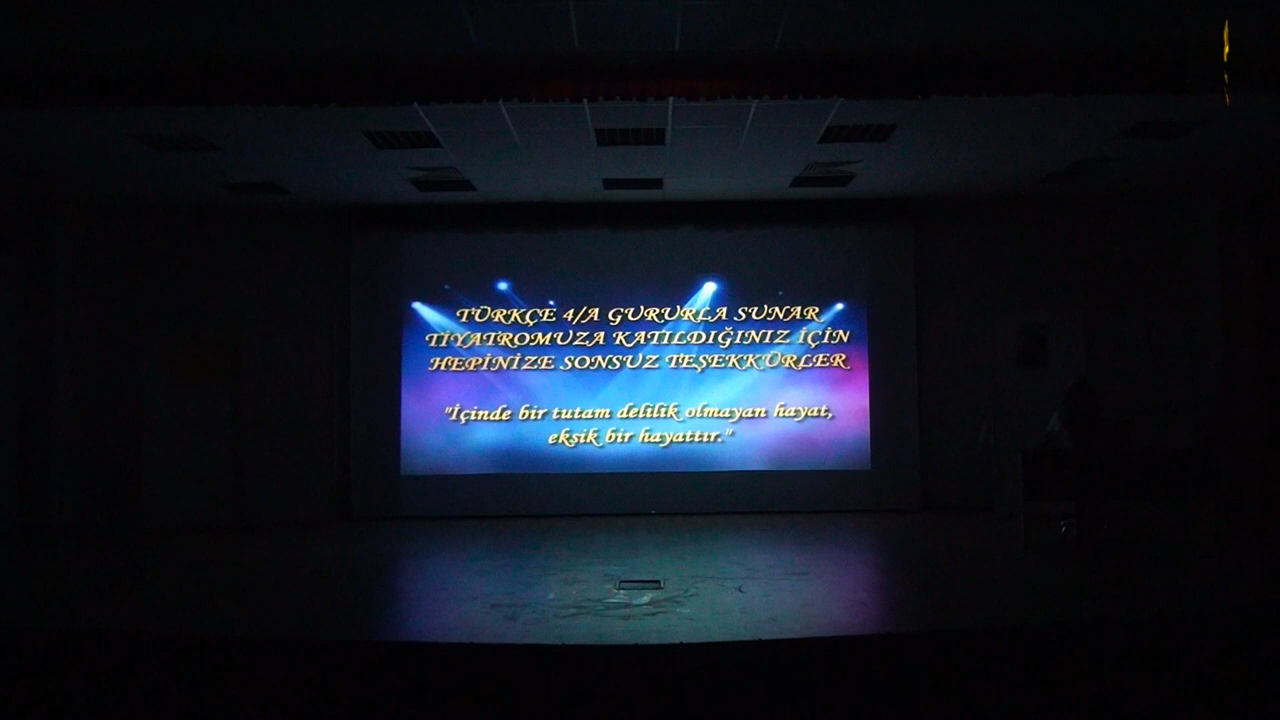 TÜRKÇE 4/A GURURLA SUNAR
TİYATROMUZA KATILDIĞINIZ İÇİN
HEPİNİZE SONSUZ TEŞEKKÜRLER
"İçinde bir tutam delilik olmayan hayat,
eksik bir hayattır."